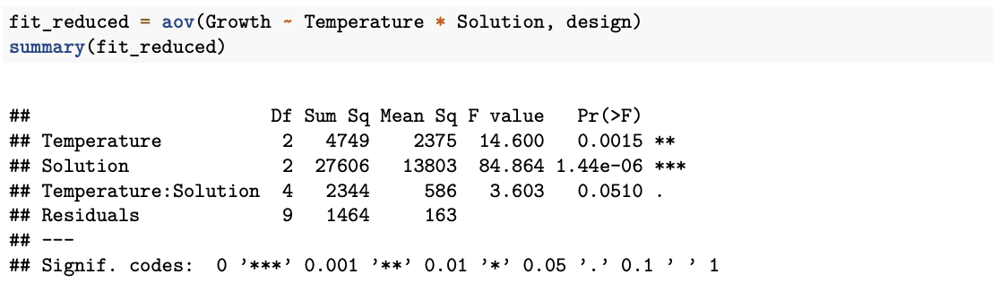 fit_reduced = aov(Growth ~ Temperature * Solution, design)
summary(fit_reduced)
##                      Df Sum Sq Mean Sq F value   Pr(>F)
## Temperature           2   4749    2375  14.600   0.0015 **
## Solution              2  27606   13803  84.864 1.44e-06 ***
## Temperature:Solution  4   2344     586   3.603   0.0510 .
## Residuals             9   1464     163
## ---
## Signif. codes:  0 ’***’ 0.001 ’**’ 0.01 ’*’ 0.05 ’.’ 0.1 ’ ’ 1